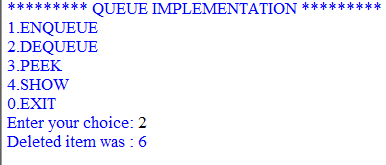 ********* QUEUE IMPLEMENTATION *********
1.ENQUEUE
2.DEQUEUE
3.PEEK
4.SHOW
0.EXIT
Enter your choice: 2
Deleted item was : 6